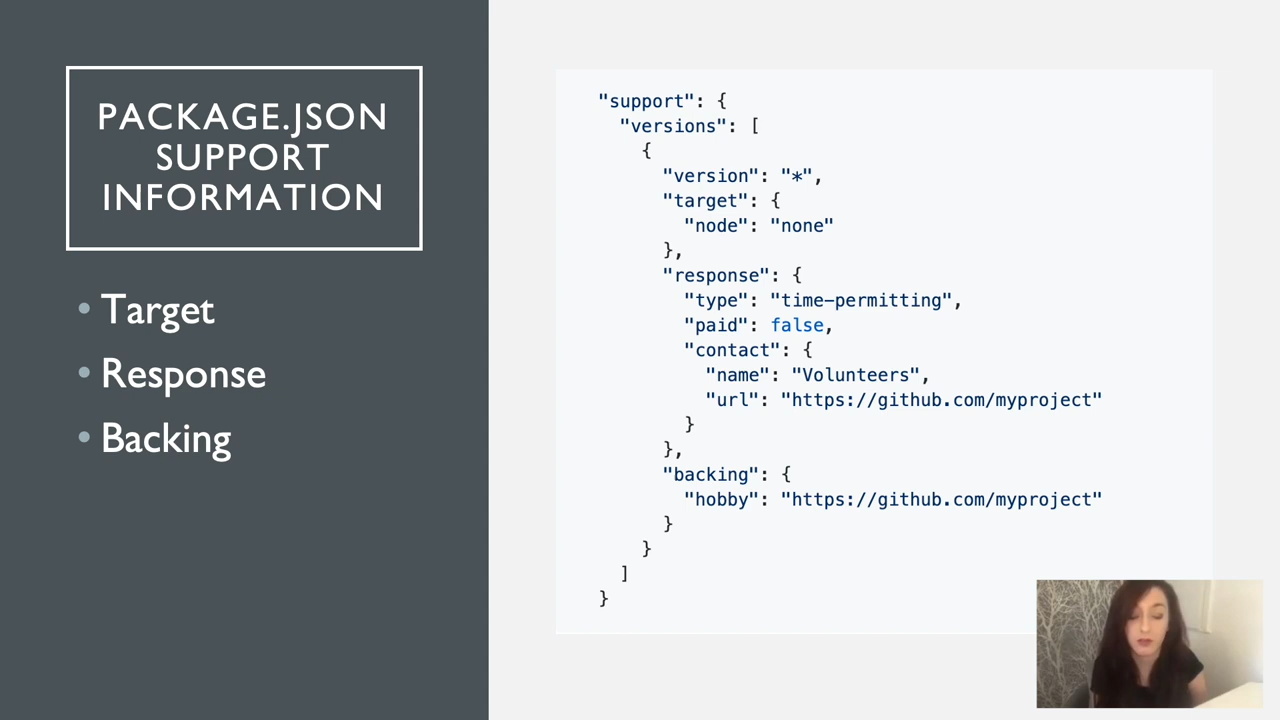 PACKAGE.JSON
SUPPORT
INFORMATION
• Target
• Response
• Backing
"support": {
"versions": [
{
"version": "*",
"target": {
"node": "none"
},
"response": {
"type": "time-permitting",
"paid": false,
"contact": {
"name": "Volunteers",
"url": "https://github.com/myproject"
}
},
"backing": {
"hobby": "https://github.com/myproject"
}
}
]
}